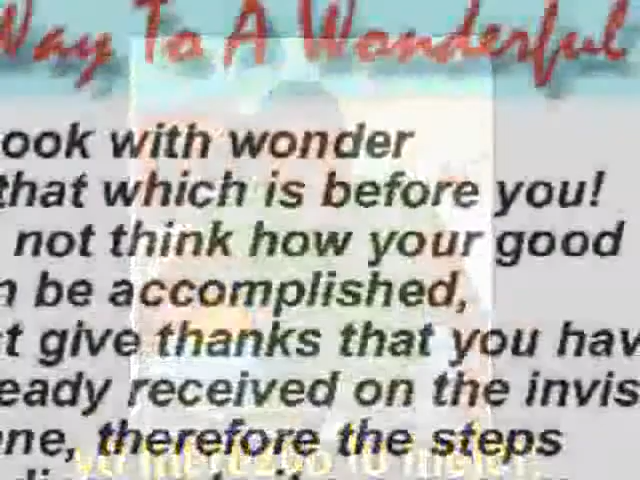 Way To A Wonderful
ook with wonder
that which is before you!
not think how your good
n be accomplished,
t give thanks that you hav
eady received on the invis
ne, therefore the steps